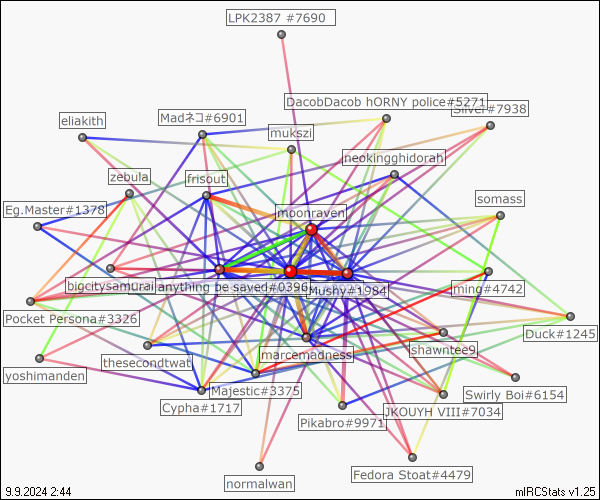 LPK2387 #7690
DacobDacob hORNY police#5271
Silver#7938
Madネコ#6901
eliakith
mukszi
neokingghidorah
zebula
frisout
somass
Eg.Master#1378
moonraven
bigcitysamurai
anything be saved#0396
Mushy#1984
ming#4742
Pocket Persona#3326
Duck#1245
marcemadness
shawntee9
thesecondtwat
yoshimanden
Majestic#3375
Swirly Boi#6154
Cypha#1717
JKOUYH VIII#7034
Pikabro#9971
Fedora Stoat#4479
normalwan
9.9.2024 2:44
mIRCStats v1.25